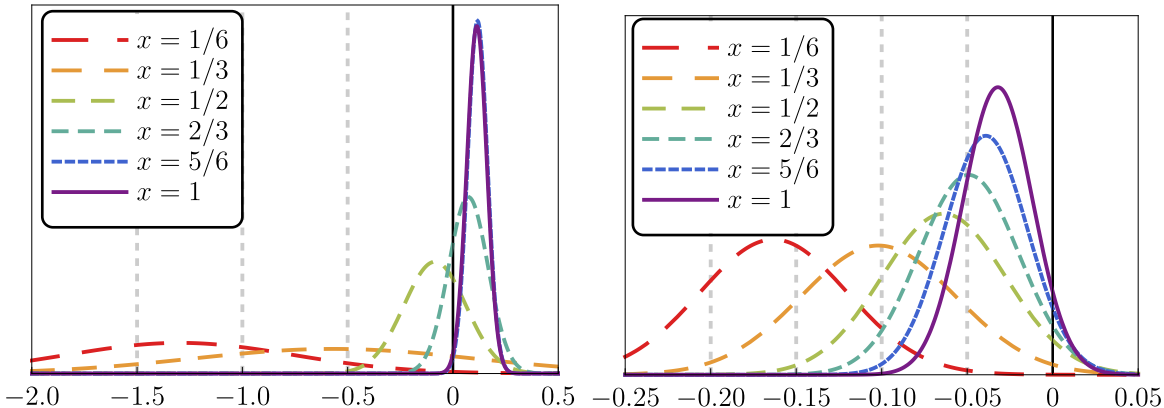 x = 1/6
x = 1/3
x = 1/2
x = 2/3
x = 5/6
x = 1
−2.0 −1.5 −1.0 −0.5 0 0.5
x = 1/6
x = 1/3
x = 1/2
x = 2/3
x = 5/6
x = 1
−0.25 −0.20 −0.15 −0.10 −0.05 0 0.05